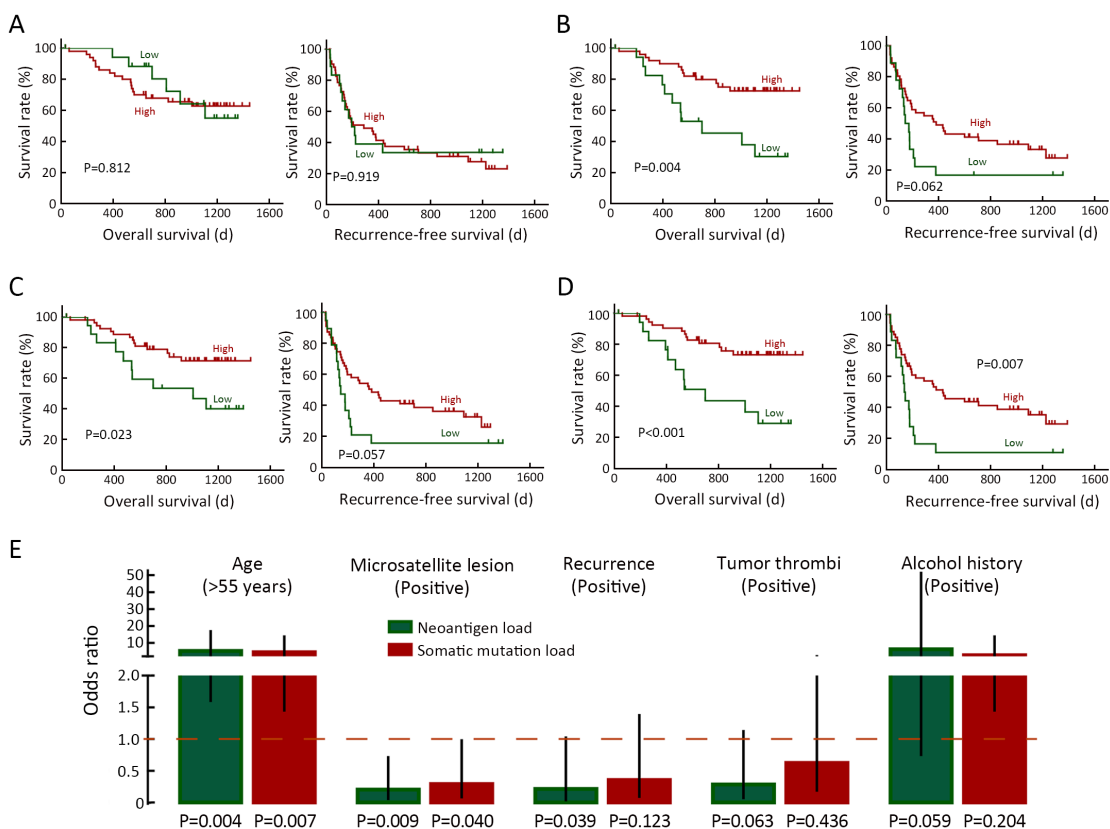 A
Survival rate (%)
100
80
60
40
20
0
0 400 800 1200 1600
Low
High
P=0.812
Overall survival (d)
Survival rate (%)
100
80
60
40
20
0
0 400 800 1200 1600
High
Low
P=0.919
Recurrence-free survival (d)
B
Survival rate (%)
100
80
60
40
20
0
0 400 800 1200 1600
High
Low
P=0.004
Overall survival (d)
Survival rate (%)
100
80
60
40
20
0
0 400 800 1200 1600
High
Low
P=0.062
Recurrence-free survival (d)
C
Survival rate (%)
100
80
60
40
20
0
0 400 800 1200 1600
High
Low
P=0.023
Overall survival (d)
Survival rate (%)
100
80
60
40
20
0
0 400 800 1200 1600
High
Low
P=0.057
Recurrence-free survival (d)
D
Survival rate (%)
100
80
60
40
20
0
0 400 800 1200 1600
High
Low
P<0.001
Overall survival (d)
Survival rate (%)
100
80
60
40
20
0
0 400 800 1200 1600
P=0.007
High
Low
Recurrence-free survival (d)
E
Odds ratio
50
40
30
20
10
2.0
1.5
1.0
0.5
0
Age
(>55 years)
Microsatellite lesion
(Positive)
Recurrence
(Positive)
Tumor thrombi
(Positive)
Alcohol history
(Positive)
Neoantigen load
Somatic mutation load
P=0.004 P=0.007 P=0.009 P=0.040 P=0.039 P=0.123 P=0.063 P=0.436 P=0.059 P=0.204